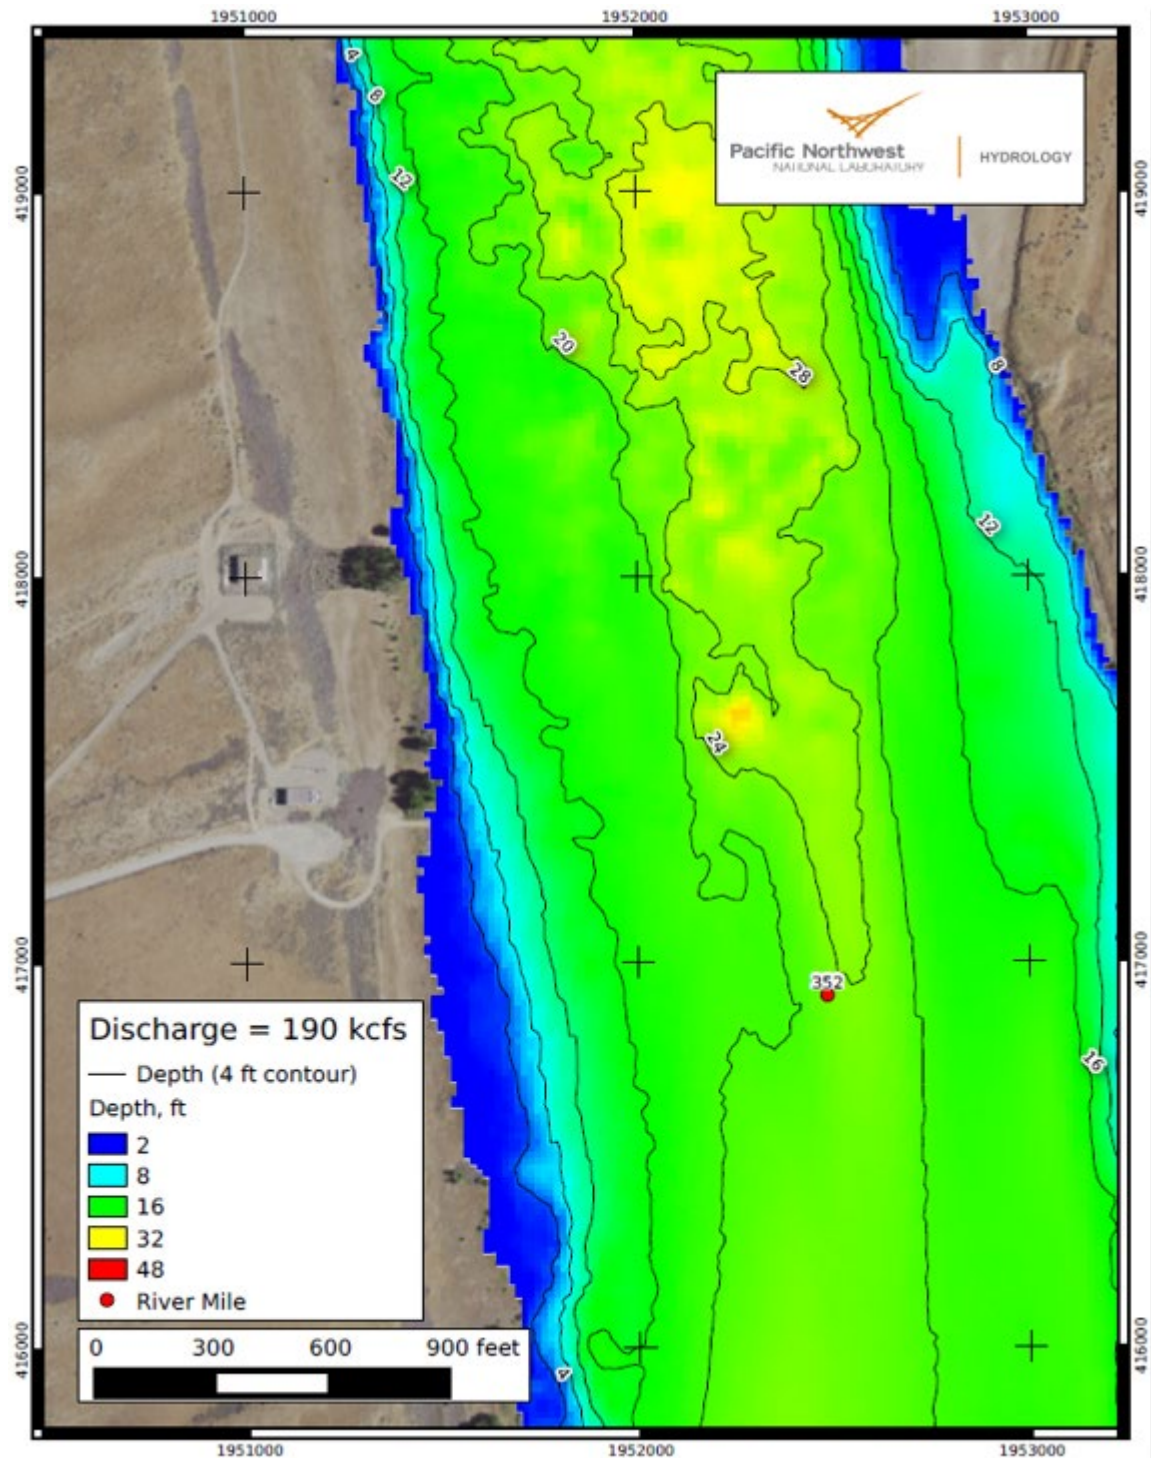 1951000 1952000 1953000
4
8
12
Pacific Northwest
NATIONAL LABORATORY
HYDROLOGY
419000 419000
20
28
8
12
418000 418000
24
417000 417000
352
16
Discharge = 190 kcfs
Depth (4 ft contour)
Depth, ft
2
8
16
32
48
River Mile
0 300 600 900 feet
416000 416000
4
1951000 1952000 1953000